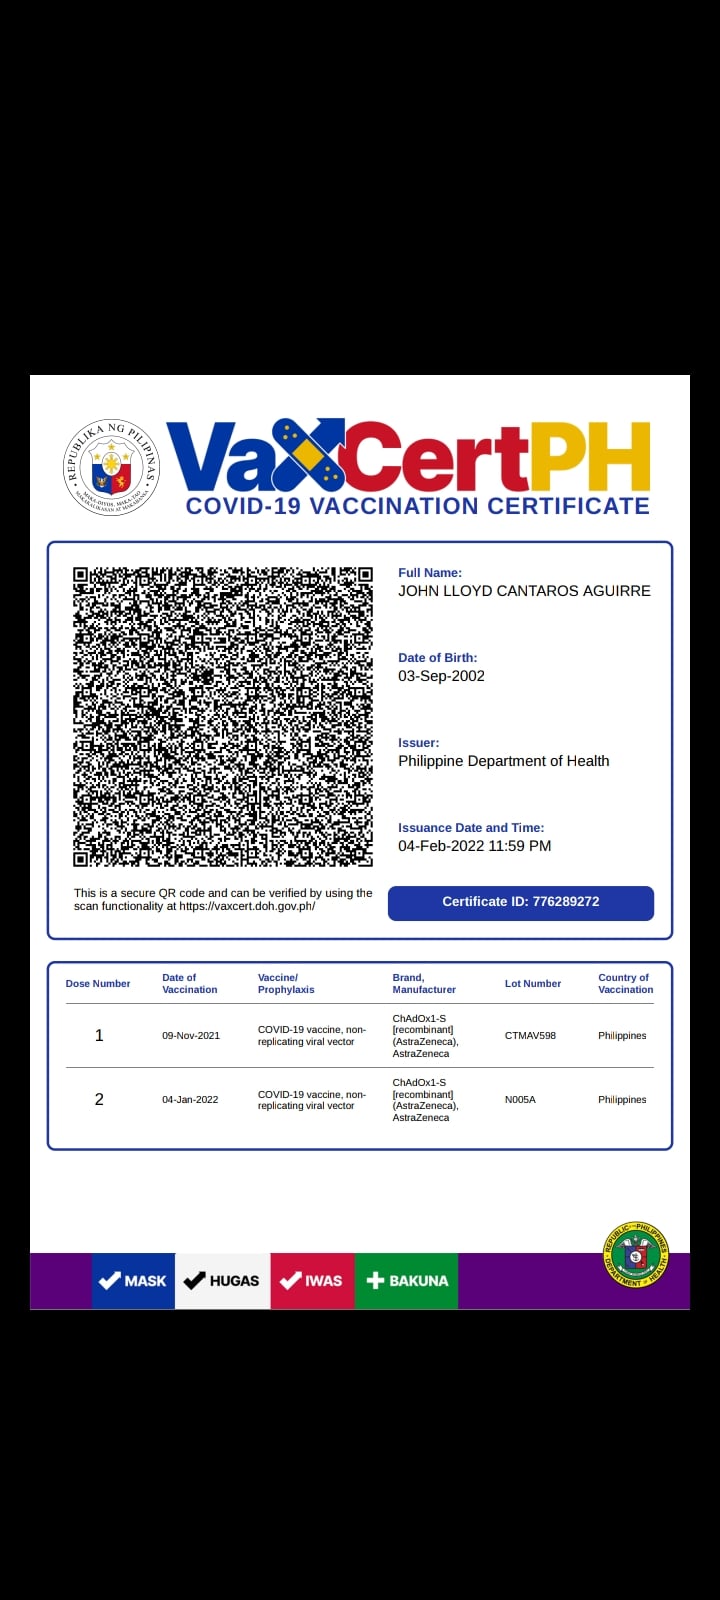 REPUBLIKA NG PILIPINAS
MAKA-DIYOS, MAKA-TAO,
MAKAKALIKASAN AT MAKABANSA
VaXCertPH
COVID-19 VACCINATION CERTIFICATE
Full Name:
JOHN LLOYD CANTAROS AGUIRRE
Date of Birth:
03-Sep-2002
Issuer:
Philippine Department of Health
Issuance Date and Time:
04-Feb-2022 11:59 PM
This is a secure QR code and can be verified by using the
scan functionality at https://vaxcert.doh.gov.ph/
Certificate ID: 776289272
Dose Number
Date of
Vaccination
Vaccine/
Prophylaxis
Brand,
Manufacturer
Lot Number
Country of
Vaccination
1
09-Nov-2021
COVID-19 vaccine, non-
replicating viral vector
ChAdOx1-S
[recombinant]
(AstraZeneca),
AstraZeneca
CTMAV598
Philippines
2
04-Jan-2022
COVID-19 vaccine, non-
replicating viral vector
ChAdOx1-S
[recombinant]
(AstraZeneca),
AstraZeneca
N005A
Philippines
REPUBLIC OF THE PHILIPPINES
DEPARTMENT OF HEALTH
MASK
HUGAS
IWAS
BAKUNA